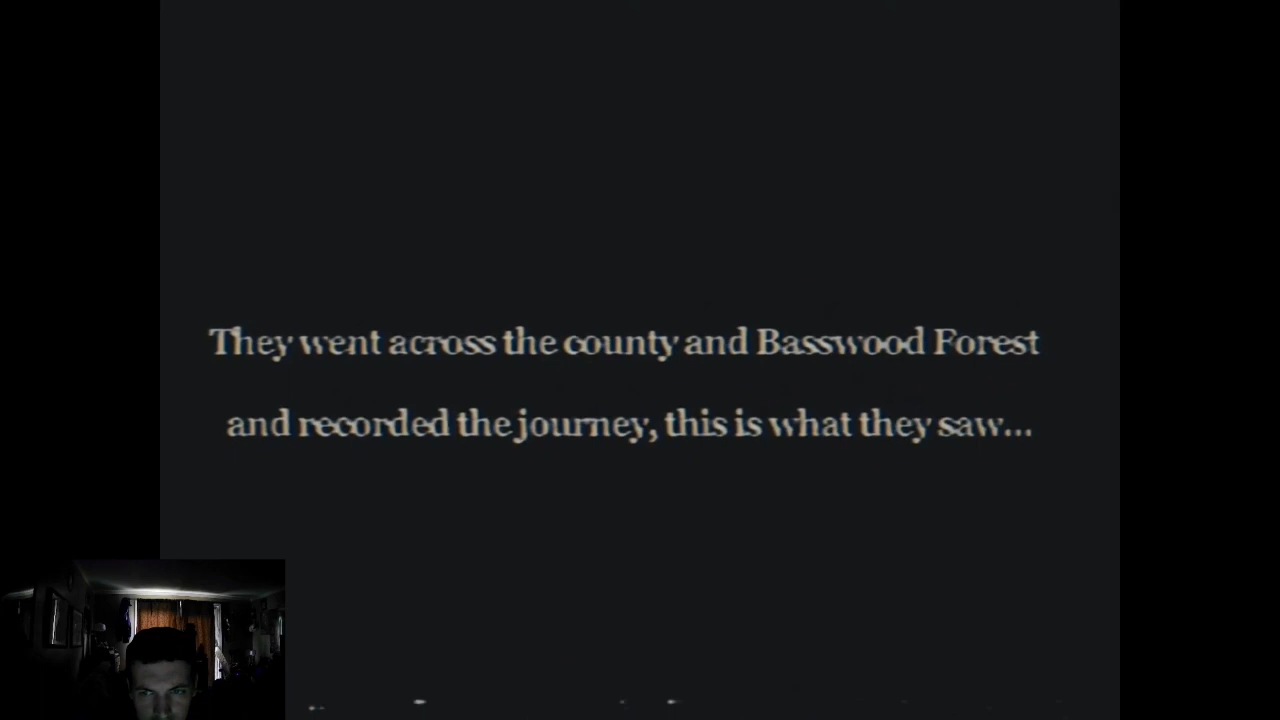 They went across the county and Basswood Forest
and recorded the journey, this is what they saw...